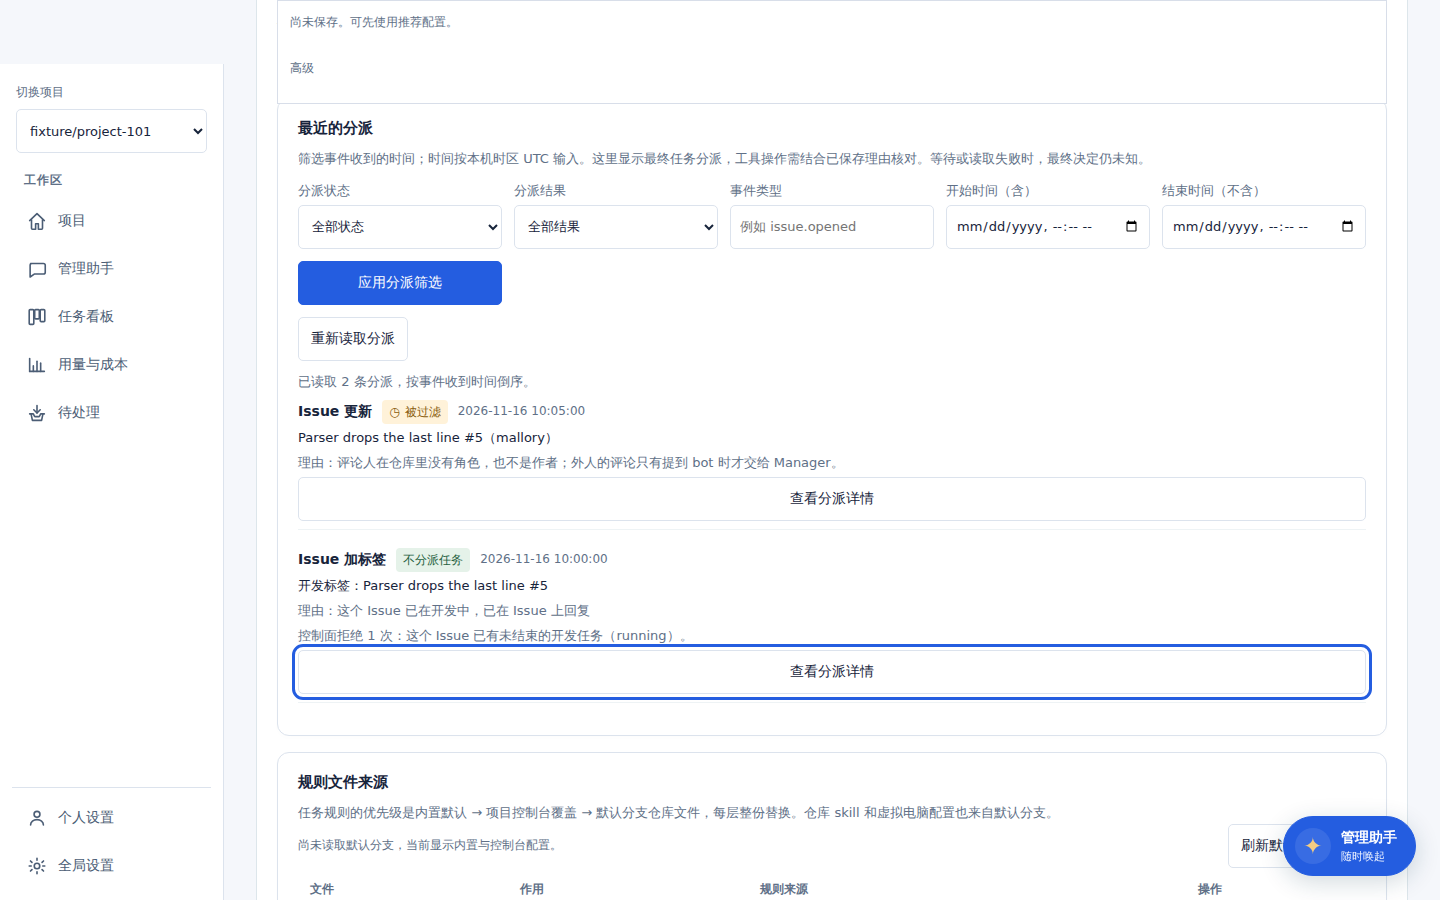 尚未保存。可先使用推荐配置。
高级
切换项目
fixture/project-101
工作区
项目
管理助手
任务看板
用量与成本
待处理
个人设置
全局设置
最近的分派
筛选事件收到的时间；时间按本机时区 UTC 输入。这里显示最终任务分派，工具操作需结合已保存理由核对。等待或读取失败时，最终决定仍未知。
分派状态 分派结果 事件类型 开始时间（含） 结束时间（不含）
全部状态 全部结果 例如 issue.opened mm/dd/yyyy, --:-- -- mm/dd/yyyy, --:-- --
应用分派筛选
重新读取分派
已读取 2 条分派，按事件收到时间倒序。
Issue 更新 被过滤 2026-11-16 10:05:00
Parser drops the last line #5（mallory）
理由：评论人在仓库里没有角色，也不是作者；外人的评论只有提到 bot 时才交给 Manager。
查看分派详情
Issue 加标签 不分派任务 2026-11-16 10:00:00
开发标签：Parser drops the last line #5
理由：这个 Issue 已在开发中，已在 Issue 上回复
控制面拒绝 1 次：这个 Issue 已有未结束的开发任务（running）。
查看分派详情
规则文件来源
任务规则的优先级是内置默认 → 项目控制台覆盖 → 默认分支仓库文件，每层整份替换。仓库 skill 和虚拟电脑配置也来自默认分支。
尚未读取默认分支，当前显示内置与控制台配置。
刷新默
文件 作用 规则来源 操作
管理助手
随时唤起